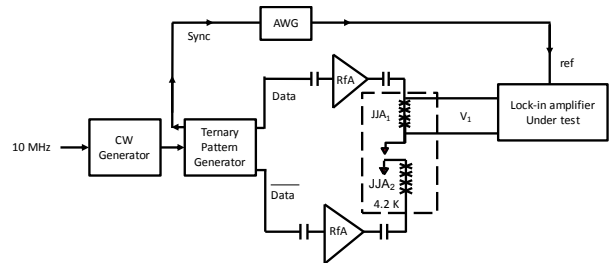 AWG
Sync
ref
RfA
Data
JJA1
V1
Lock-in amplifier
Under test
10 MHz
CW
Generator
Ternary
Pattern
Generator
JJA2
Data
4.2 K
RfA